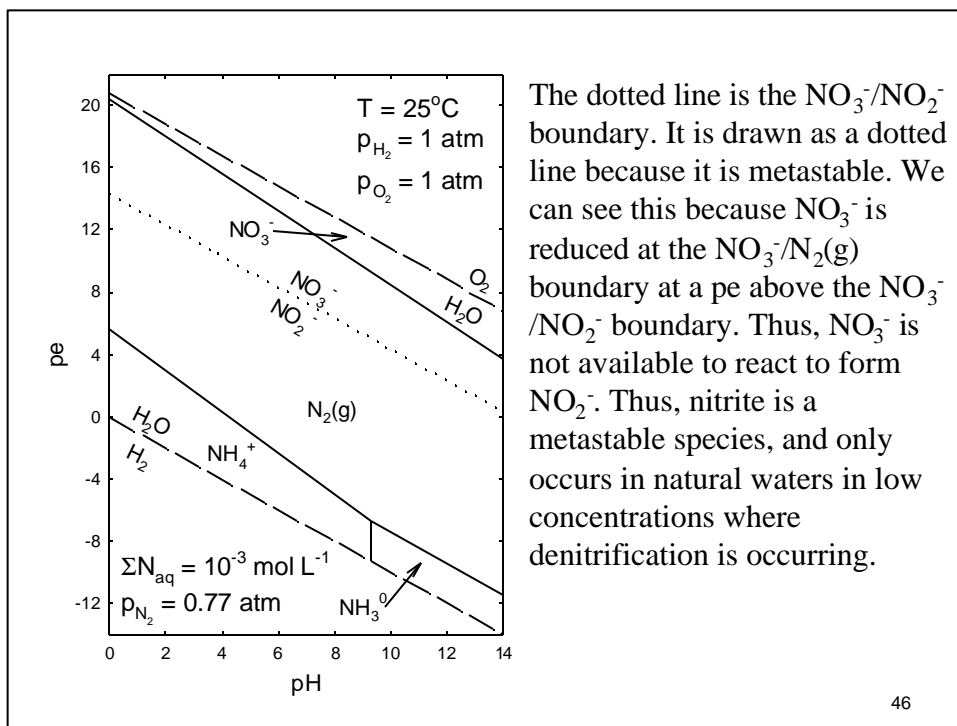 20
16
12
8
4
0
-4
-8
-12
pe
0 2 4 6 8 10 12 14
pH
T = 25°C
p_H₂ = 1 atm
p_O₂ = 1 atm
NO₃⁻
O₂
H₂O
NO₃⁻
NO₂⁻
N₂(g)
H₂O
H₂
NH₄⁺
ΣN_aq = 10⁻³ mol L⁻¹
p_N₂ = 0.77 atm
NH₃⁰
The dotted line is the NO₃⁻/NO₂⁻
boundary. It is drawn as a dotted
line because it is metastable. We
can see this because NO₃⁻ is
reduced at the NO₃⁻/N₂(g)
boundary at a pe above the NO₃⁻
/NO₂⁻ boundary. Thus, NO₃⁻ is
not available to react to form
NO₂⁻. Thus, nitrite is a
metastable species, and only
occurs in natural waters in low
concentrations where
denitrification is occurring.
46